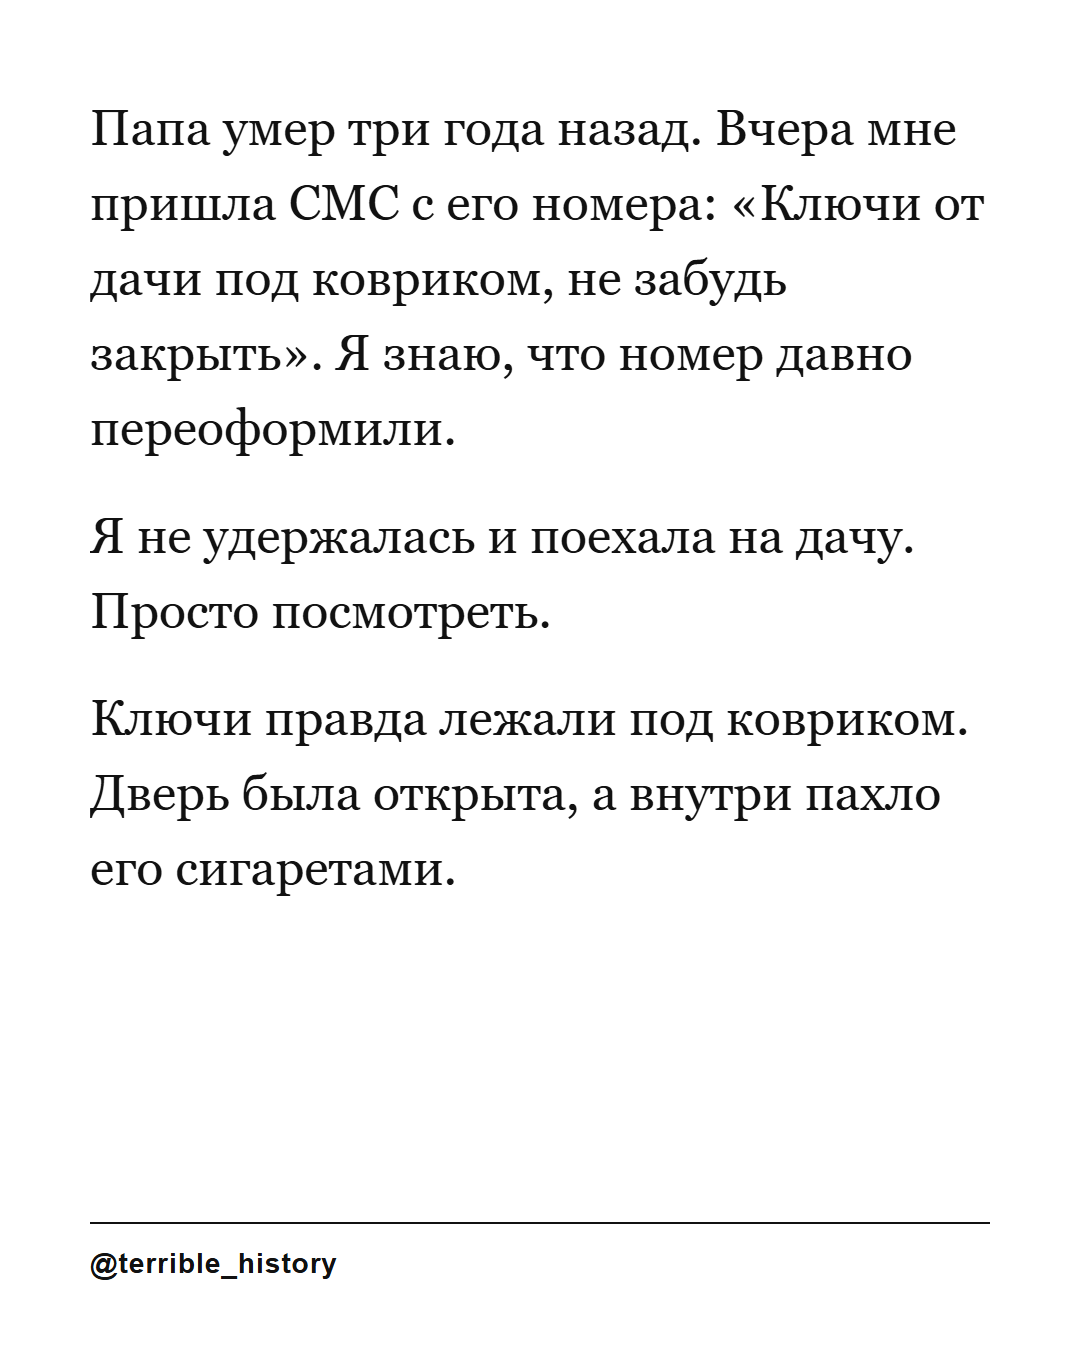 Папа умер три года назад. Вчера мне
пришла СМС с его номера: «Ключи от
дачи под ковриком, не забудь
закрыть». Я знаю, что номер давно
переоформили.
Я не удержалась и поехала на дачу.
Просто посмотреть.
Ключи правда лежали под ковриком.
Дверь была открыта, а внутри пахло
его сигаретами.
@terrible_history